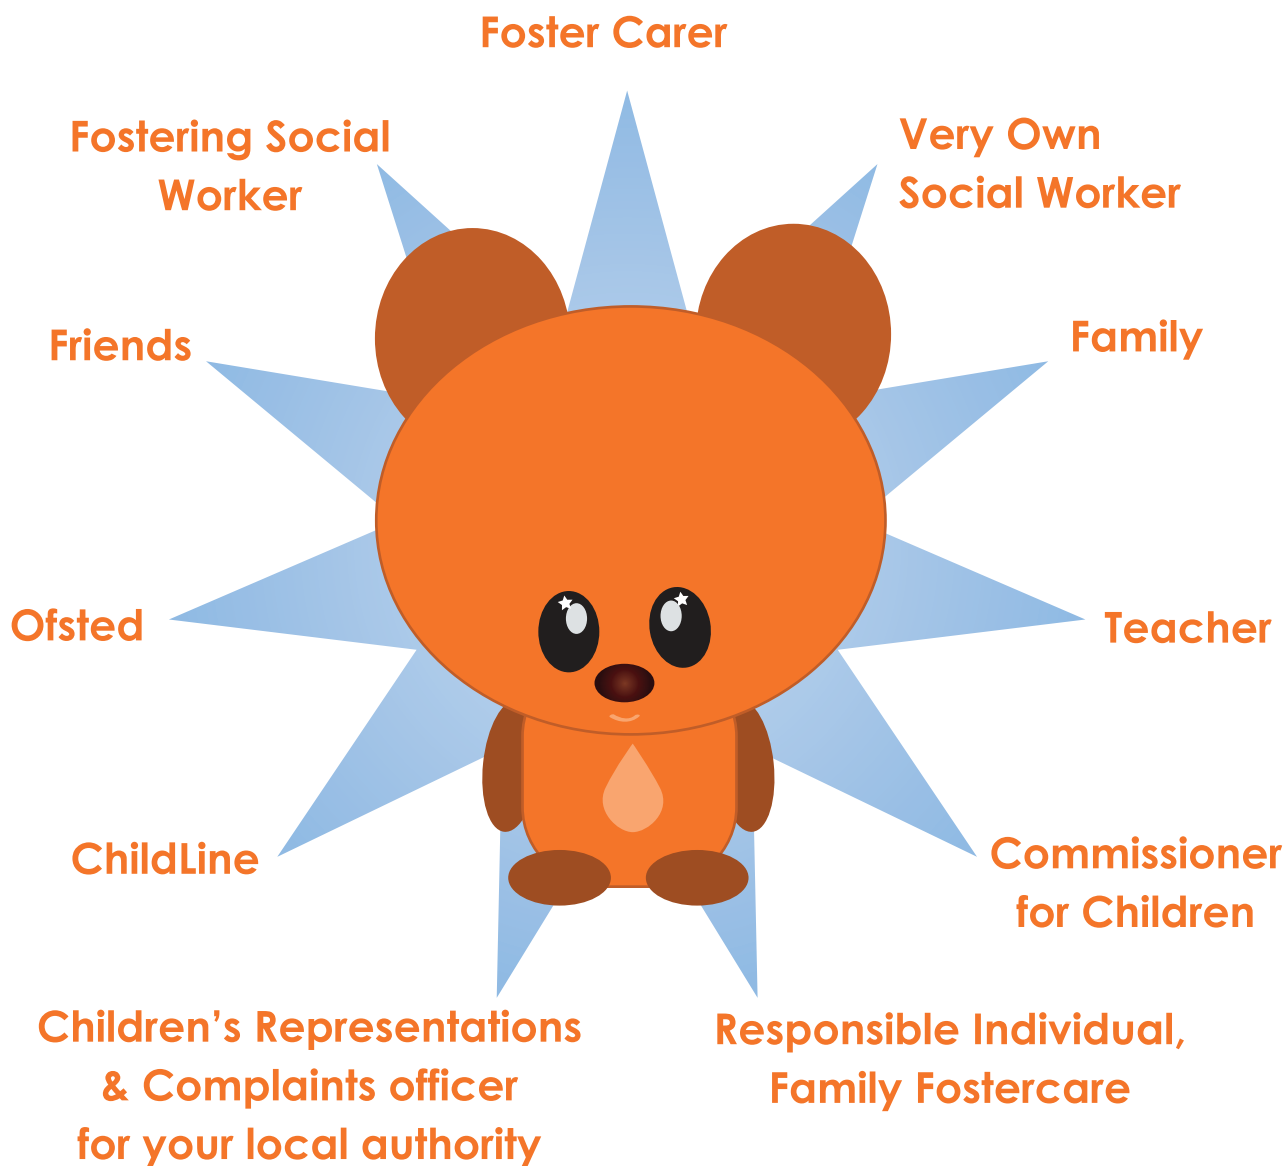 Foster Carer
Fostering Social
Worker
Very Own
Social Worker
Friends
Family
Ofsted
Teacher
ChildLine
Commissioner
for Children
Children’s Representations
& Complaints officer
for your local authority
Responsible Individual,
Family Fostercare